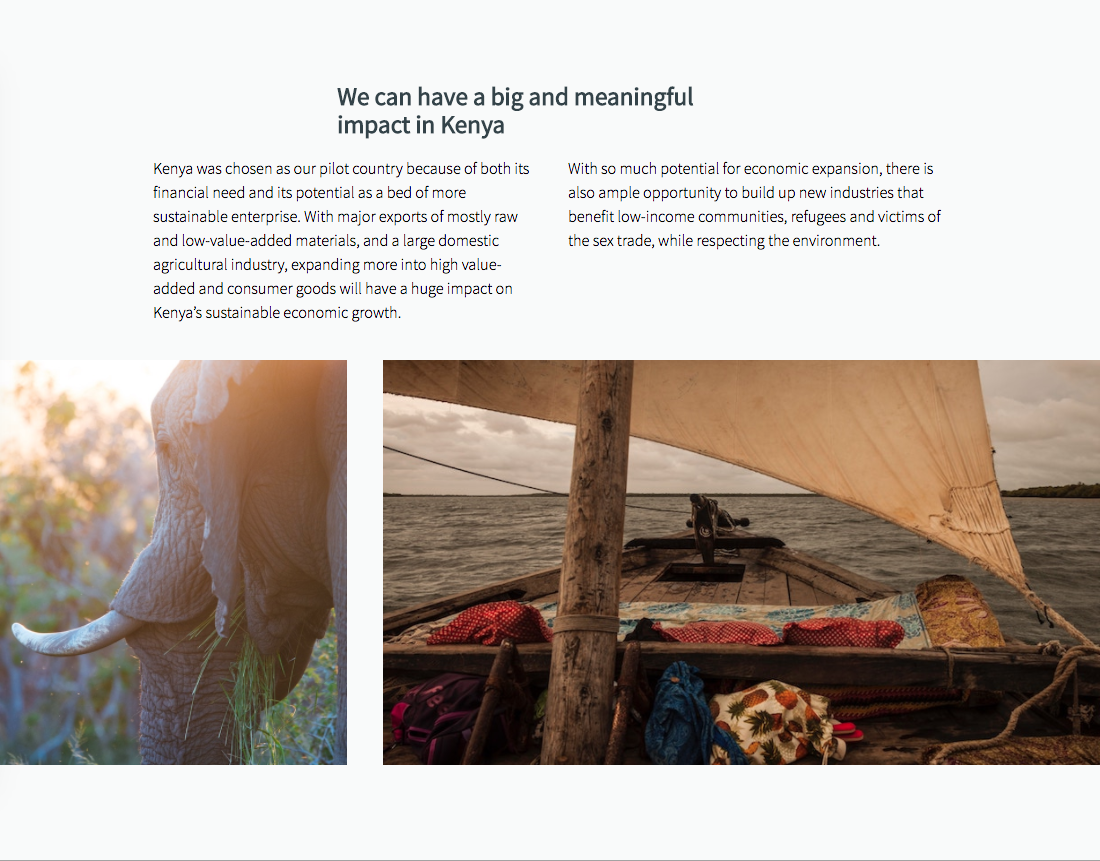 We can have a big and meaningful
impact in Kenya
Kenya was chosen as our pilot country because of both its
financial need and its potential as a bed of more
sustainable enterprise. With major exports of mostly raw
and low-value-added materials, and a large domestic
agricultural industry, expanding more into high value-
added and consumer goods will have a huge impact on
Kenya’s sustainable economic growth.
With so much potential for economic expansion, there is
also ample opportunity to build up new industries that
benefit low-income communities, refugees and victims of
the sex trade, while respecting the environment.